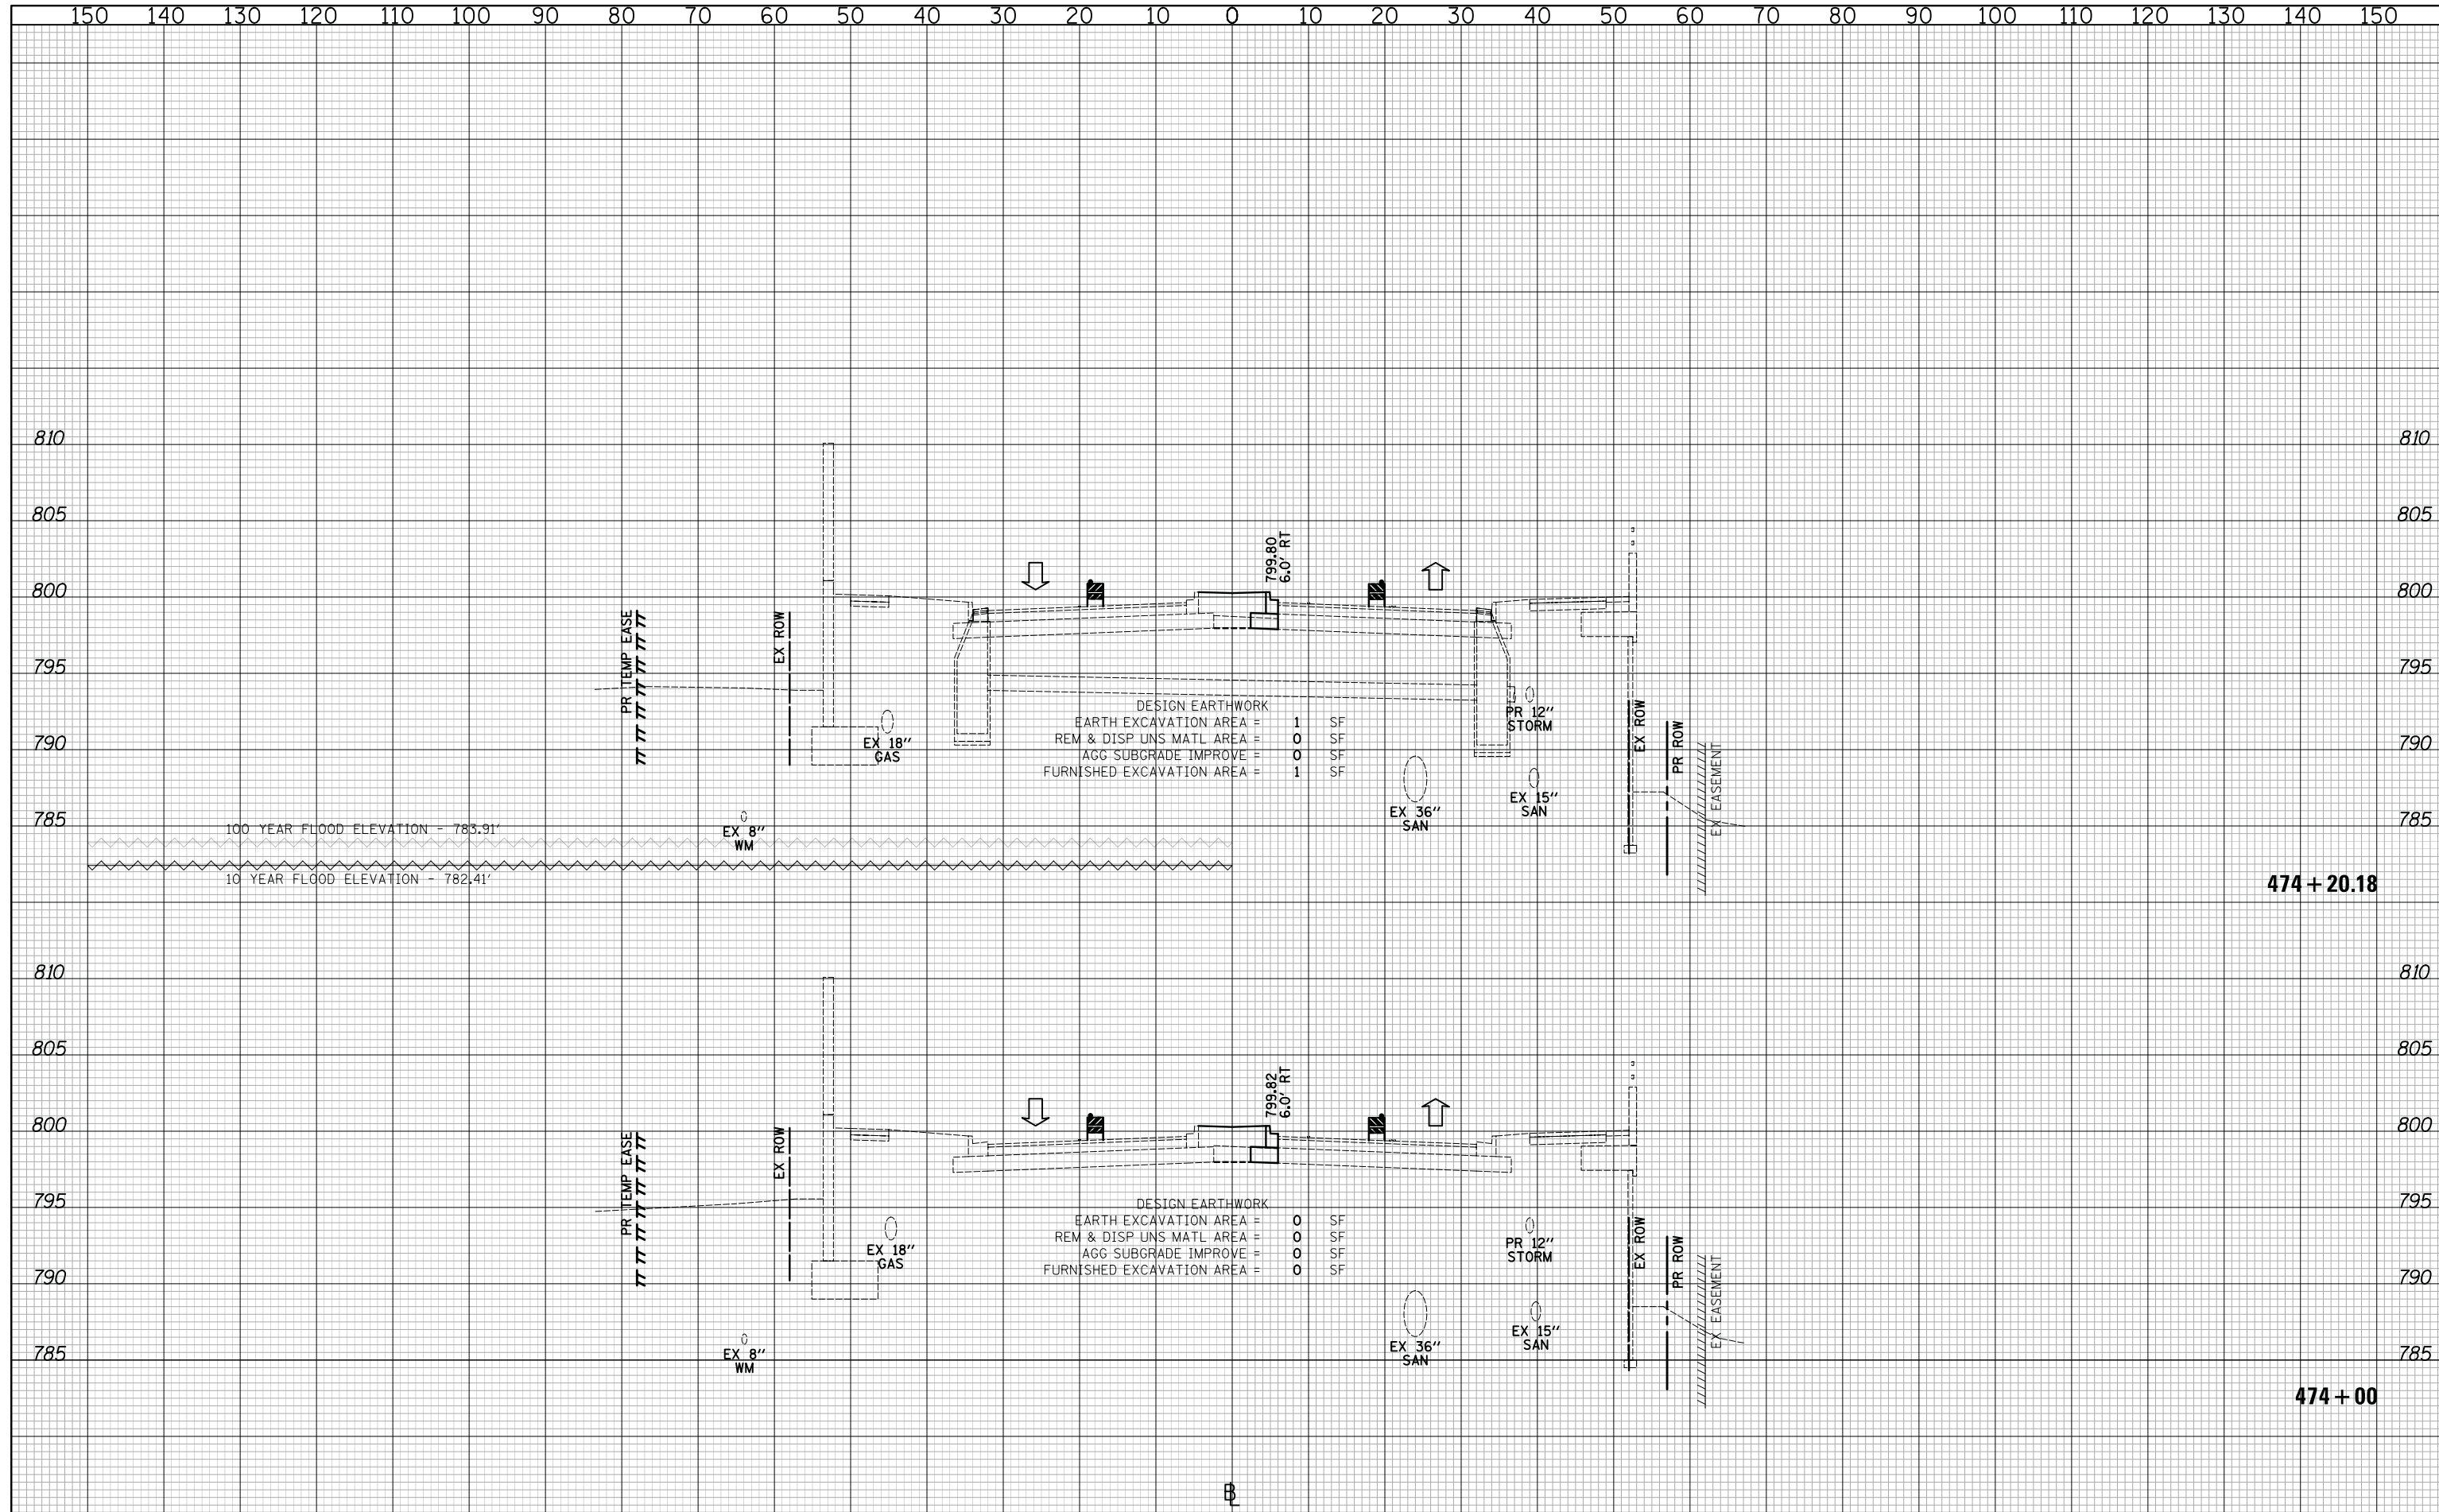 150 140 130 120 110 100 90 80 70 60 50 40 30 20 10 0 10 20 30 40 50 60 70 80 90 100 110 120 130 140 150
810 810
805 805
799.80
6.0' RT
800 800
PR TEMP EASE
EX ROW
795 795
DESIGN EARTHWORK
EARTH EXCAVATION AREA = 1 SF
REM & DISP UNS MATL AREA = 0 SF
AGG SUBGRADE IMPROVE = 0 SF
FURNISHED EXCAVATION AREA = 1 SF
PR 12"
STORM
EX ROW
PR ROW
EX EASEMENT
EX 18"
GAS
790 790
EX 36"
SAN
EX 15"
SAN
785 785
100 YEAR FLOOD ELEVATION - 783.91'
EX 8"
WM
10 YEAR FLOOD ELEVATION - 782.41'
474+20.18
810 810
805 805
799.82
6.0' RT
800 800
PR TEMP EASE
EX ROW
795 795
DESIGN EARTHWORK
EARTH EXCAVATION AREA = 0 SF
REM & DISP UNS MATL AREA = 0 SF
AGG SUBGRADE IMPROVE = 0 SF
FURNISHED EXCAVATION AREA = 0 SF
PR 12"
STORM
EX ROW
PR ROW
EX EASEMENT
EX 18"
GAS
790 790
EX 36"
SAN
EX 15"
SAN
785 785
EX 8"
WM
474+00
BL